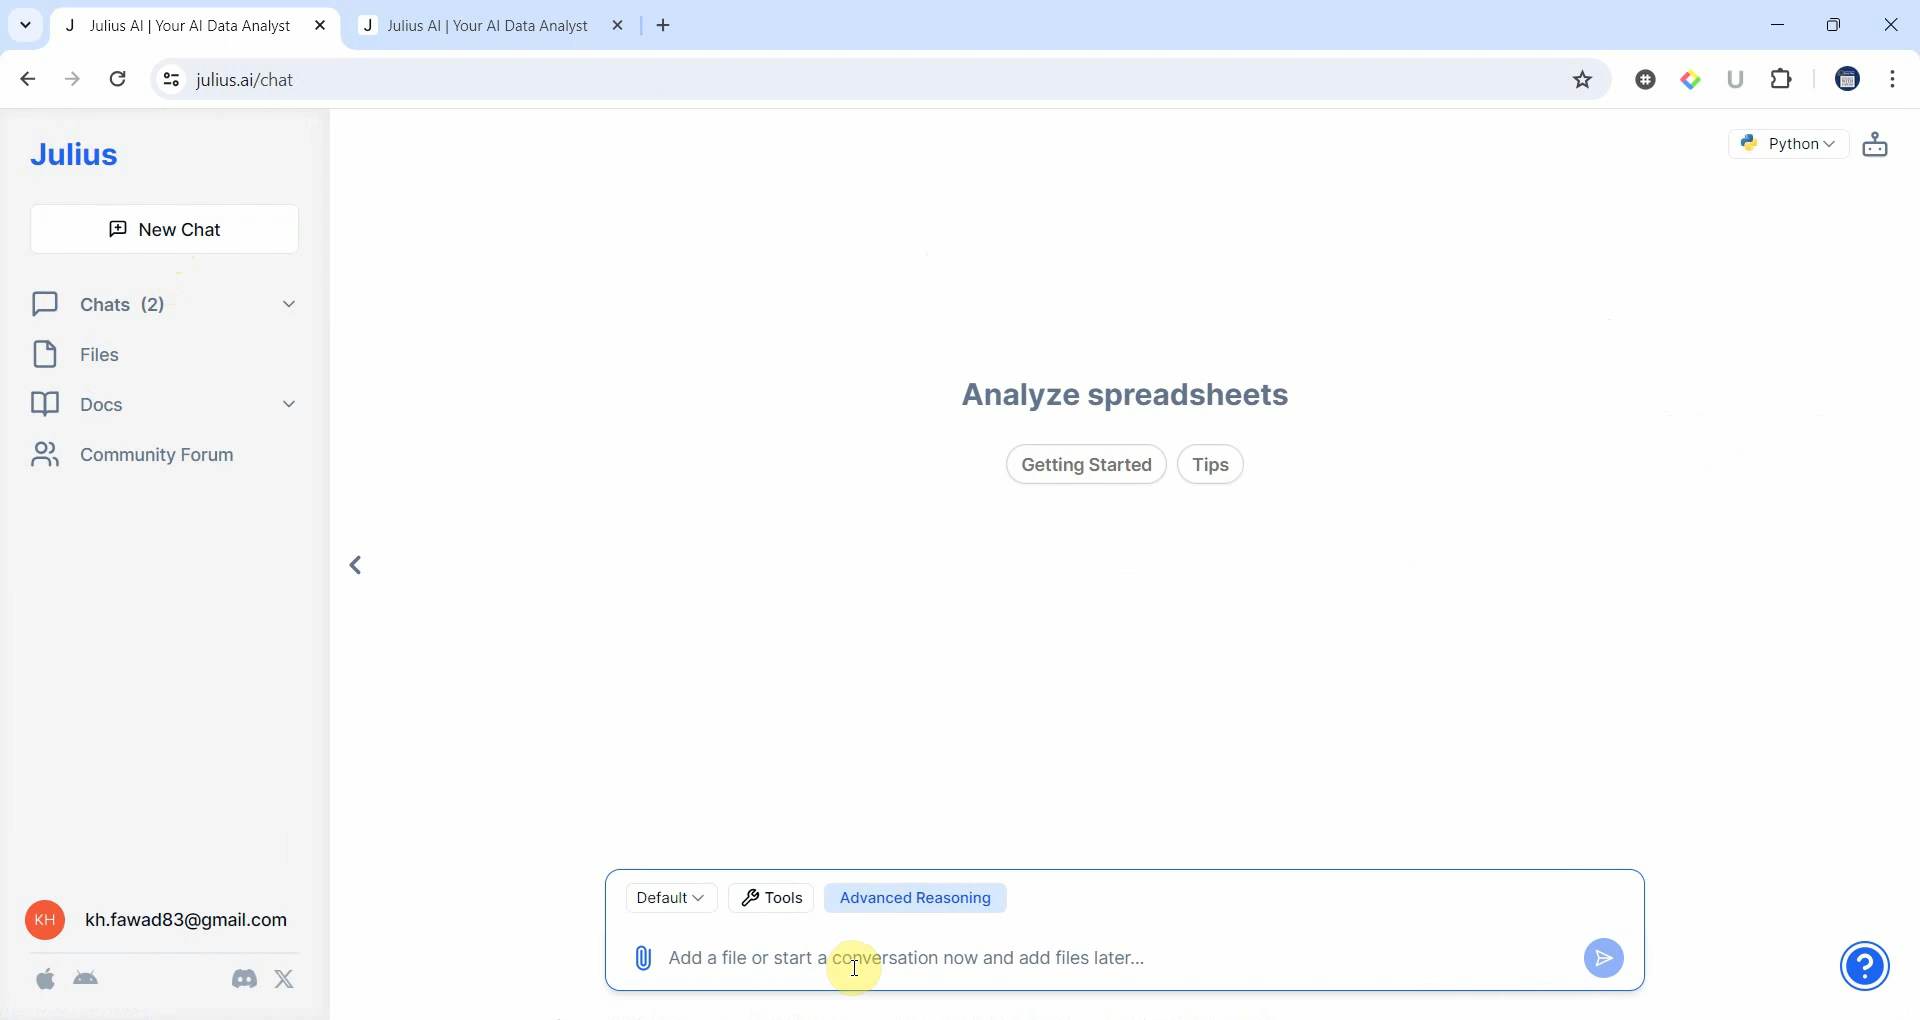 J Julius AI | Your AI Data Analyst
J Julius AI | Your AI Data Analyst
julius.ai/chat
Julius
Python
New Chat
Chats (2)
Files
Docs
Community Forum
Analyze spreadsheets
Getting Started
Tips
Default
Tools
Advanced Reasoning
KH kh.fawad83@gmail.com
Add a file or start a conversation now and add files later...